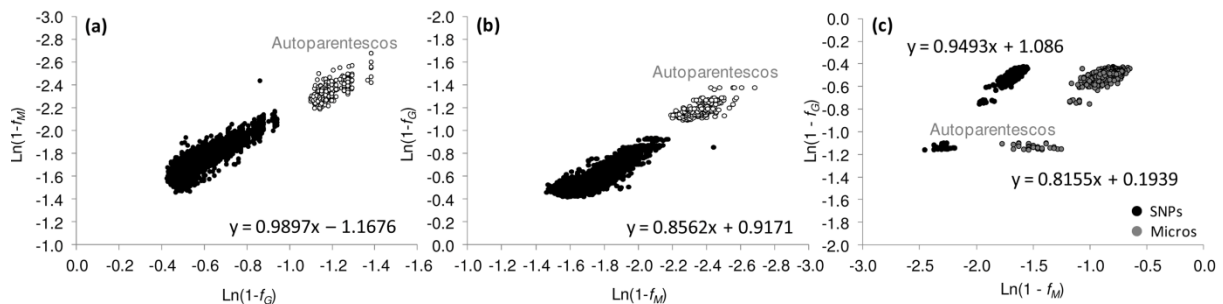 (a)
Autoparentescos
y = 0.9897x – 1.1676
Ln(1-fM)
-3.0
-2.8
-2.6
-2.4
-2.2
-2.0
-1.8
-1.6
-1.4
-1.2
-1.0
0.0 -0.2 -0.4 -0.6 -0.8 -1.0 -1.2 -1.4 -1.6
Ln(1-fG)
(b)
Autoparentescos
y = 0.8562x + 0.9171
Ln(1-fG)
-2.0
-1.8
-1.6
-1.4
-1.2
-1.0
-0.8
-0.6
-0.4
-0.2
0.0
-1.0 -1.2 -1.4 -1.6 -1.8 -2.0 -2.2 -2.4 -2.6 -2.8 -3.0
Ln(1-fM)
(c)
y = 0.9493x + 1.086
Autoparentescos
y = 0.8155x + 0.1939
SNPs
Micros
Ln(1 - fG)
0.0
-0.2
-0.4
-0.6
-0.8
-1.0
-1.2
-1.4
-1.6
-1.8
-2.0
-3.0 -2.5 -2.0 -1.5 -1.0 -0.5 0.0
Ln(1 - fM)